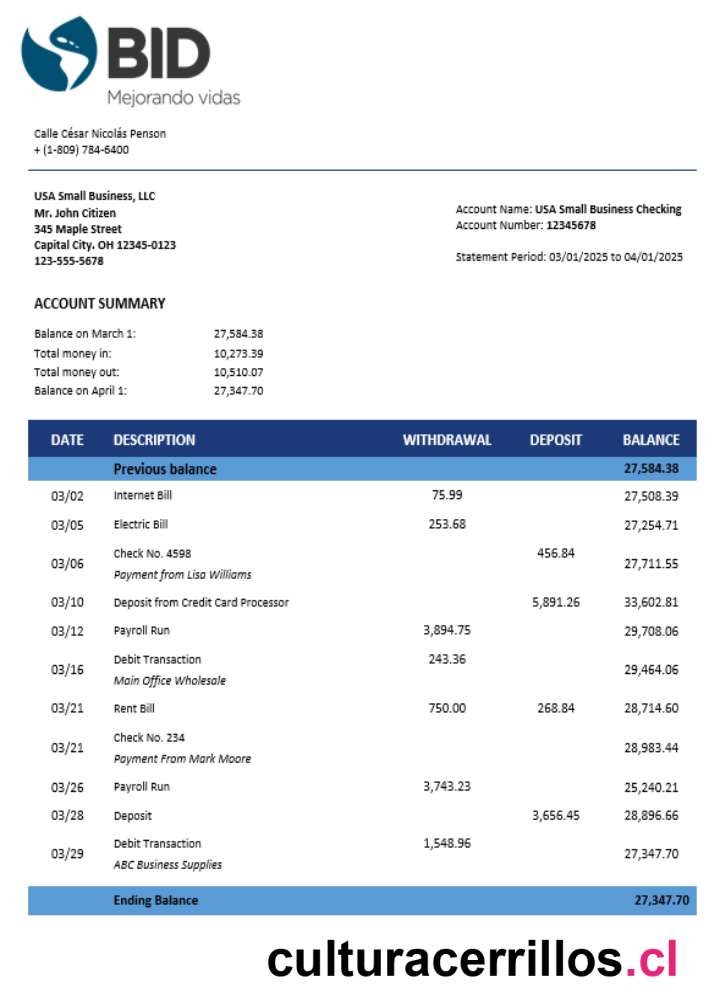 BID
Mejorando vidas
Calle César Nicolás Penson
+ (1-809) 784-6400
USA Small Business, LLC
Mr. John Citizen
345 Maple Street
Capital City. OH 12345-0123
123-555-5678
Account Name: USA Small Business Checking
Account Number: 12345678
Statement Period: 03/01/2025 to 04/01/2025
ACCOUNT SUMMARY
Balance on March 1: 27,584.38
Total money in: 10,273.39
Total money out: 10,510.07
Balance on April 1: 27,347.70
DATE DESCRIPTION WITHDRAWAL DEPOSIT BALANCE
Previous balance 27,584.38
03/02 Internet Bill 75.99 27,508.39
03/05 Electric Bill 253.68 27,254.71
03/06 Check No. 4598 456.84 27,711.55
Payment from Lisa Williams
03/10 Deposit from Credit Card Processor 5,891.26 33,602.81
03/12 Payroll Run 3,894.75 29,708.06
03/16 Debit Transaction 243.36 29,464.06
Main Office Wholesale
03/21 Rent Bill 750.00 268.84 28,714.60
03/21 Check No. 234 28,983.44
Payment From Mark Moore
03/26 Payroll Run 3,743.23 25,240.21
03/28 Deposit 3,656.45 28,896.66
03/29 Debit Transaction 1,548.96 27,347.70
ABC Business Supplies
Ending Balance 27,347.70
culturacerrillos.cl